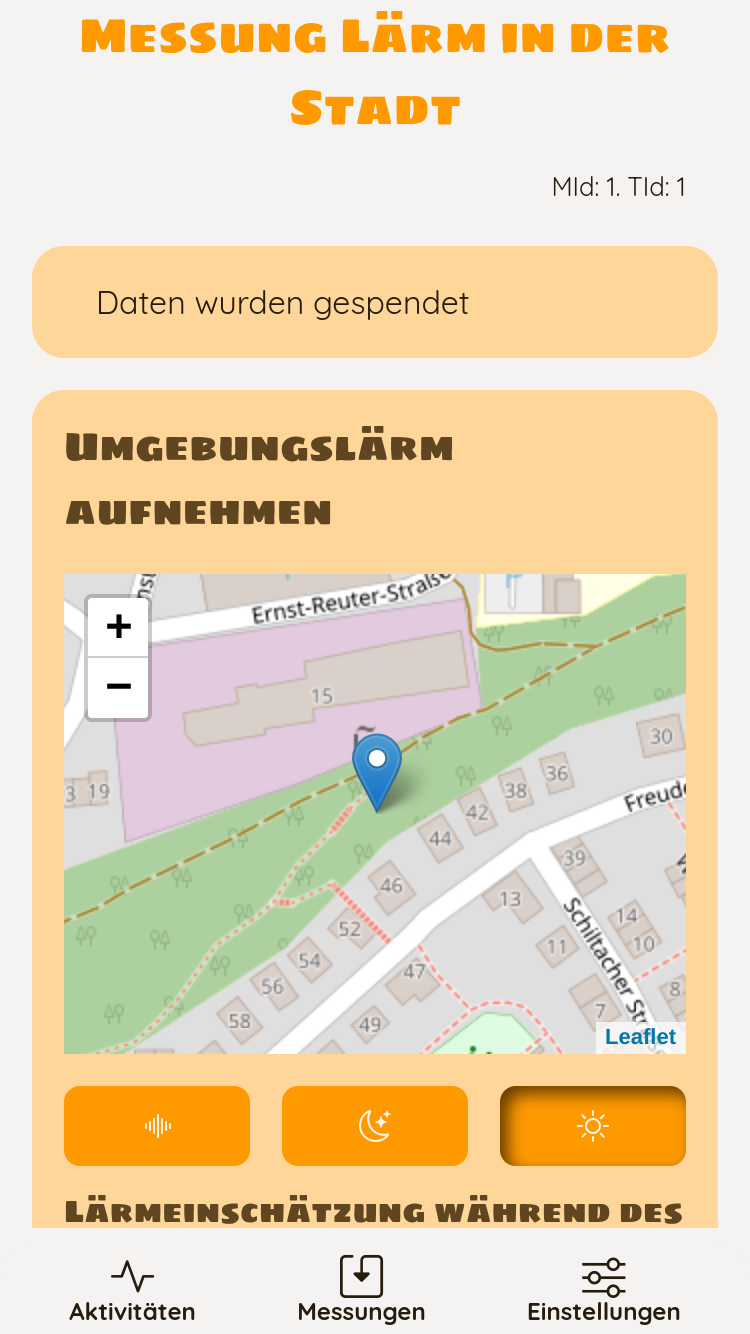 Messung Lärm in der
Stadt
MId: 1. TId: 1
Daten wurden gespendet
Umgebungslärm
aufnehmen
+
−
Ernst-Reuter-Straße
15
3
19
30
36
38
42
44
Freude
39
46
13
14
52
Schiltacher Str
10
11
54
47
56
8
7
58
49
Leaflet
Lärmeinschätzung während des
Aktivitäten
Messungen
Einstellungen